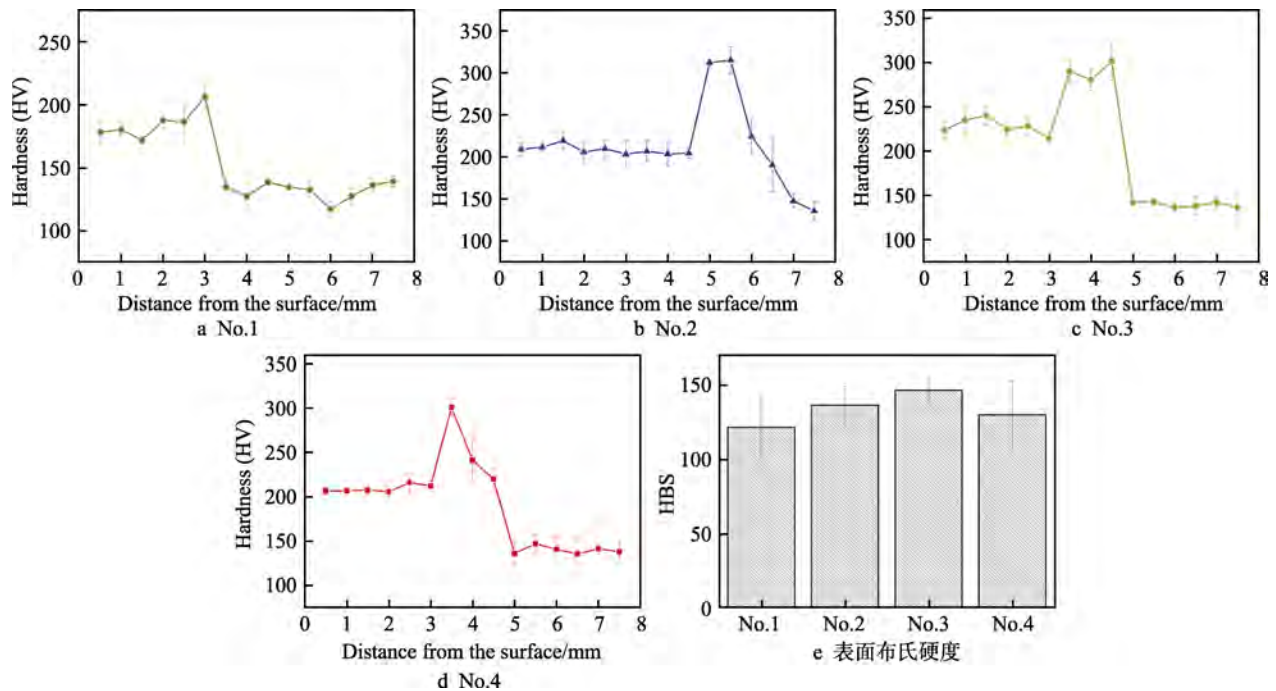 250
200
150
100
Hardness (HV)
0 1 2 3 4 5 6 7 8
Distance from the surface/mm
a No.1
350
300
250
200
150
100
Hardness (HV)
0 1 2 3 4 5 6 7 8
Distance from the surface/mm
b No.2
350
300
250
200
150
100
Hardness (HV)
0 1 2 3 4 5 6 7 8
Distance from the surface/mm
c No.3
350
300
250
200
150
100
Hardness (HV)
0 1 2 3 4 5 6 7 8
Distance from the surface/mm
d No.4
150
100
50
0
HBS
No.1 No.2 No.3 No.4
e 表面布氏硬度